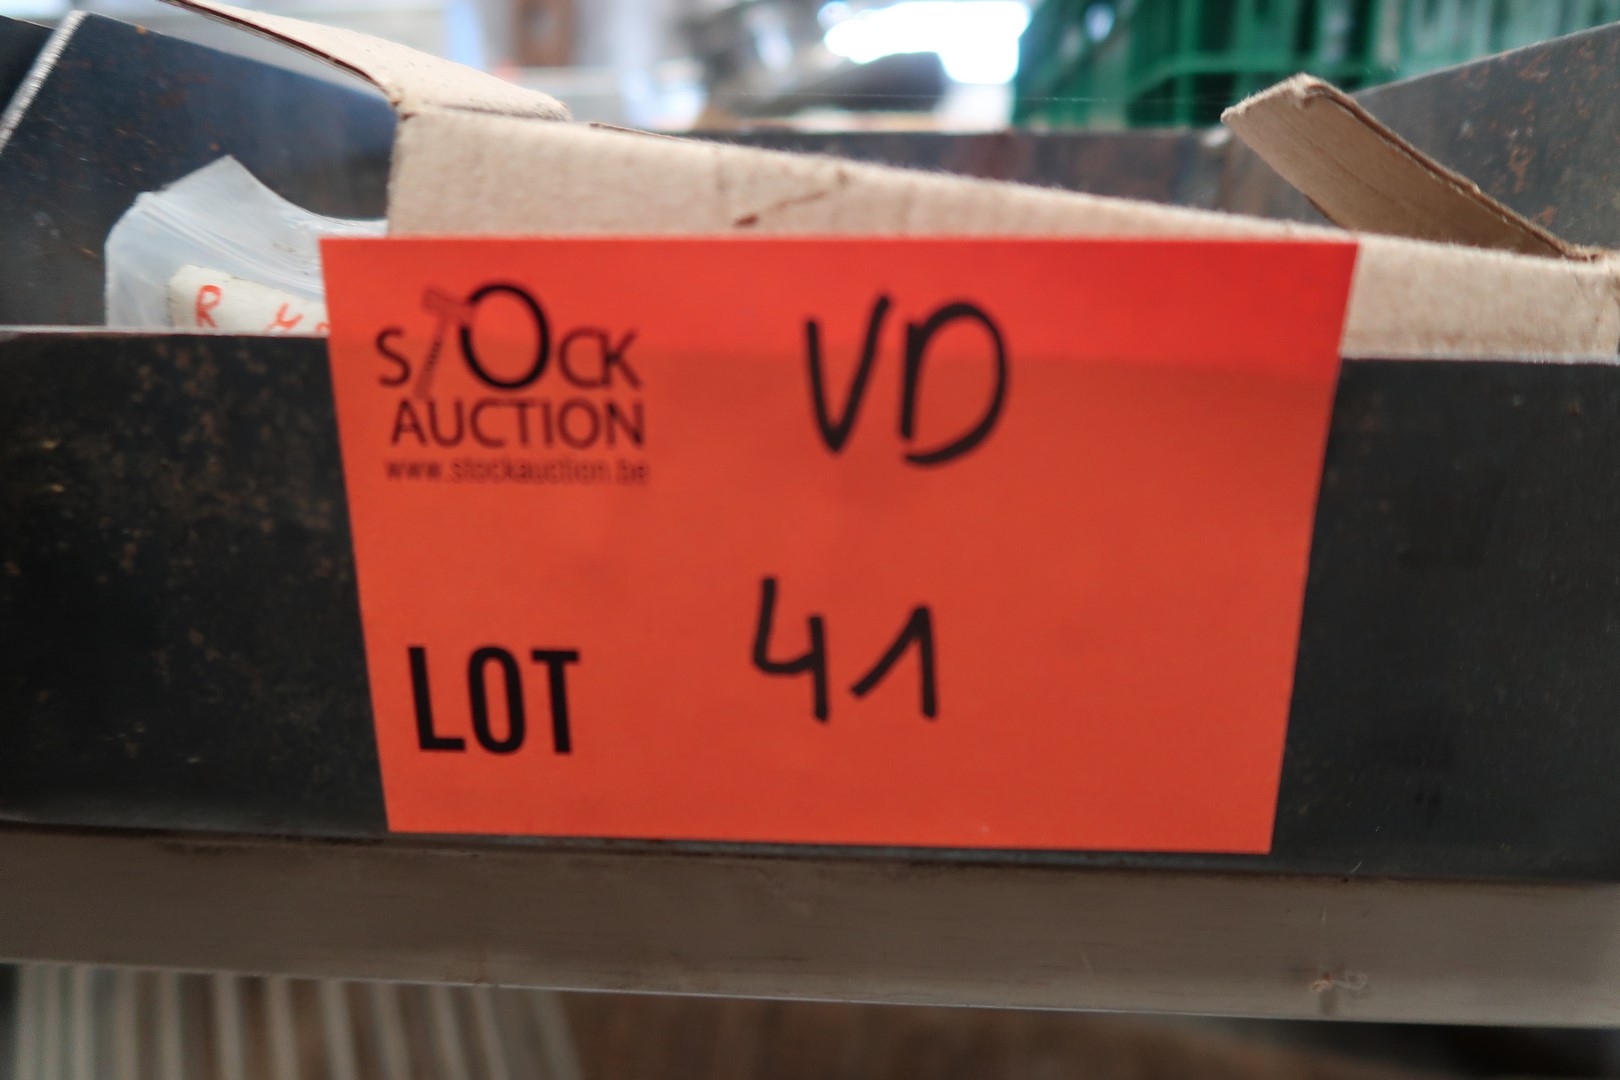 STOCK
AUCTION
www.stockauction.be
VD
LOT 41
R